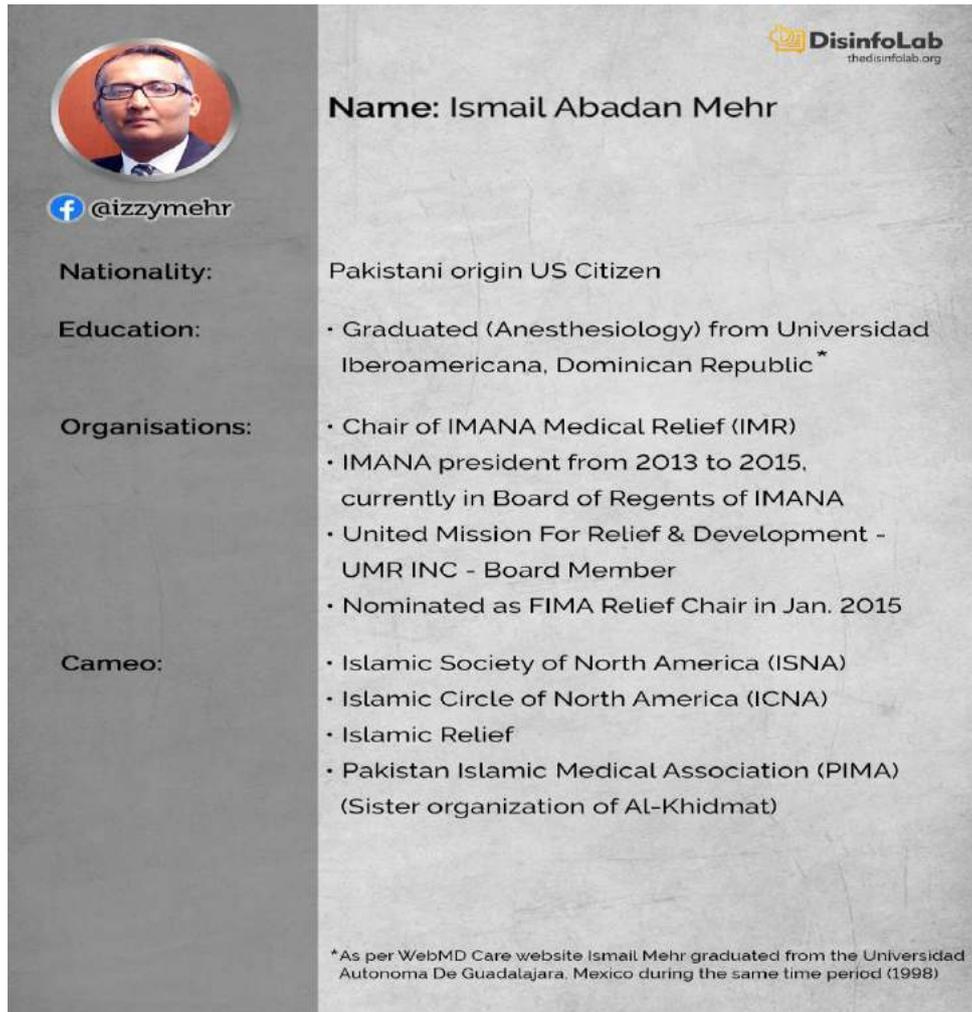 DisinfoLab
thedisinfolab.org
Name: Ismail Abadan Mehr
@izzymehr
Nationality: Pakistani origin US Citizen
Education: • Graduated (Anesthesiology) from Universidad
Iberoamericana, Dominican Republic*
Organisations: • Chair of IMANA Medical Relief (IMR)
• IMANA president from 2013 to 2015,
currently in Board of Regents of IMANA
• United Mission For Relief & Development -
UMR INC - Board Member
• Nominated as FIMA Relief Chair in Jan. 2015
Cameo: • Islamic Society of North America (ISNA)
• Islamic Circle of North America (ICNA)
• Islamic Relief
• Pakistan Islamic Medical Association (PIMA)
(Sister organization of Al-Khidmat)
*As per WebMD Care website Ismail Mehr graduated from the Universidad
Autonoma De Guadalajara, Mexico during the same time period (1998)